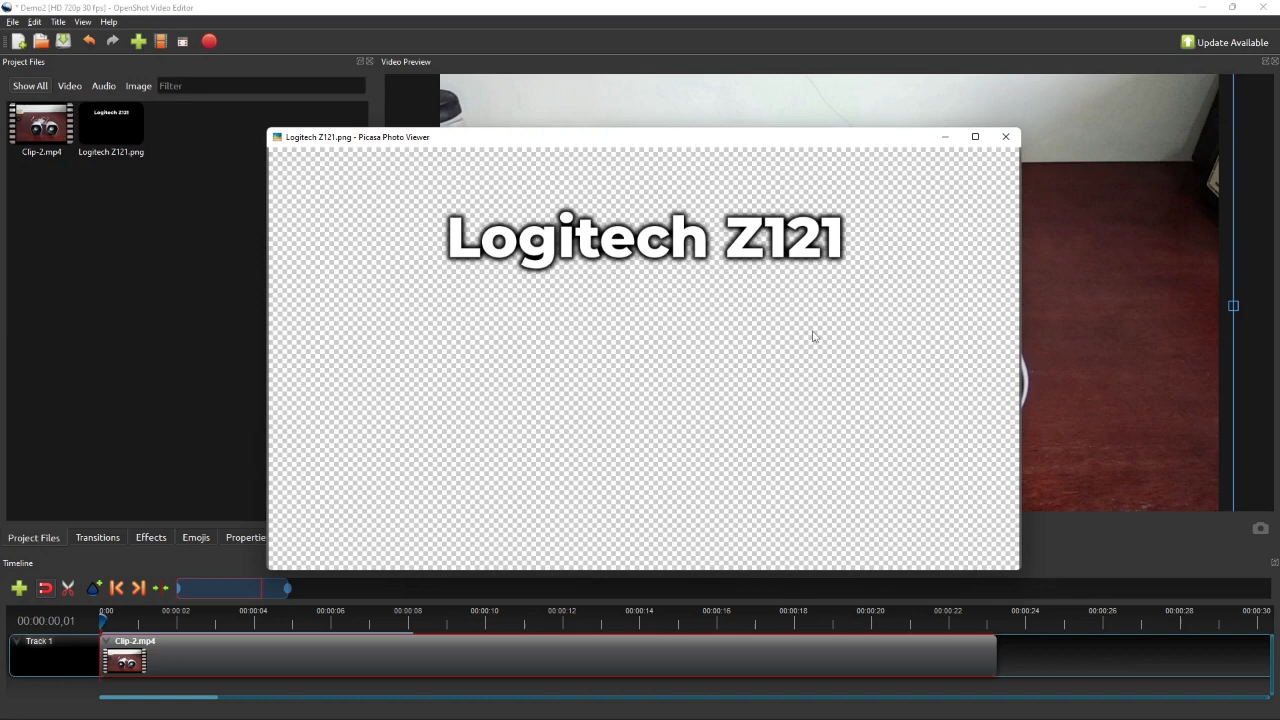 * Demo2 [HD 720p 30 fps] - OpenShot Video Editor
File Edit Title View Help
Update Available
Project Files
Video Preview
Show All Video Audio Image Filter
Logitech Z121
Clip-2.mp4
Logitech Z121.png
Logitech Z121.png - Picasa Photo Viewer
Logitech Z121
Project Files Transitions Effects Emojis Properti
Timeline
00:00:00,01
0:00 00:00:02 00:00:04 00:00:06 00:00:08 00:00:10 00:00:12 00:00:14 00:00:16 00:00:18 00:00:20 00:00:22 00:00:24 00:00:26 00:00:28 00:00:30
Track 1
Clip-2.mp4